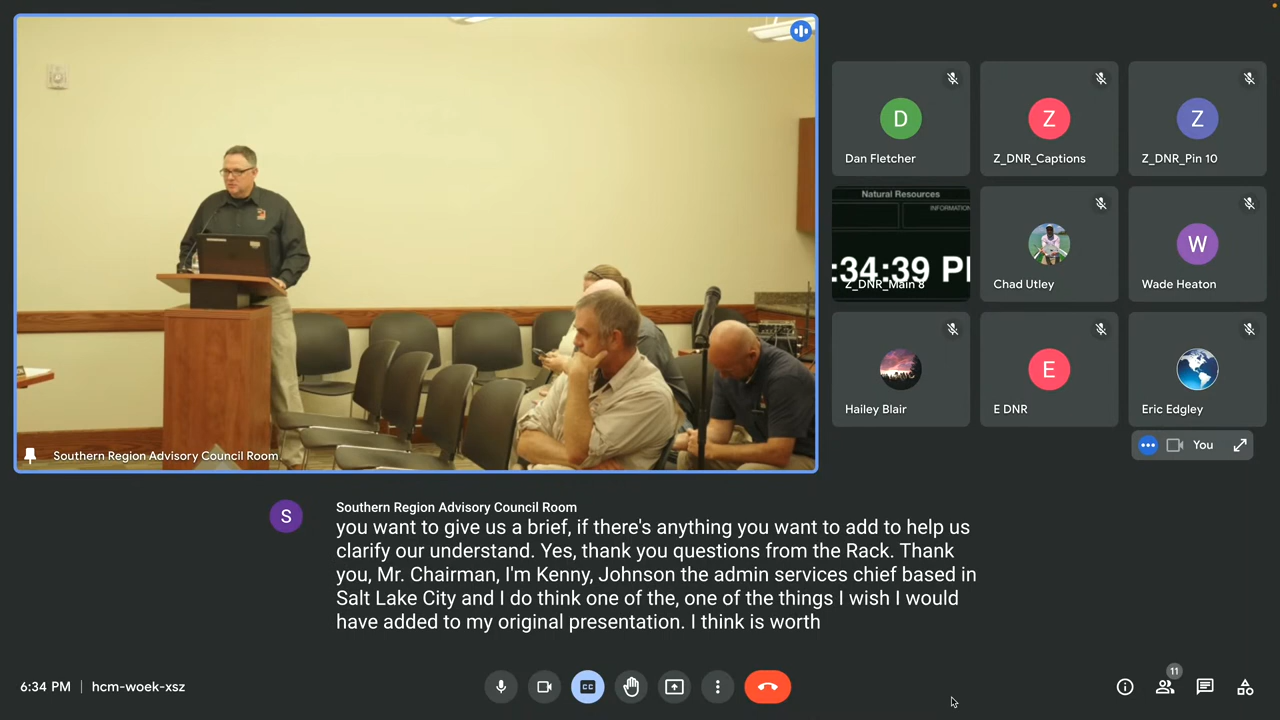 Southern Region Advisory Council Room
D
Dan Fletcher
Z
Z_DNR_Captions
Z
Z_DNR_Pin 10
Natural Resources
INFORMATION
:34:39 P
Z_DNR_Main 8
Chad Utley
W
Wade Heaton
Hailey Blair
E
E DNR
Eric Edgley
You
S
Southern Region Advisory Council Room
you want to give us a brief, if there's anything you want to add to help us
clarify our understand. Yes, thank you questions from the Rack. Thank
you, Mr. Chairman, I'm Kenny, Johnson the admin services chief based in
Salt Lake City and I do think one of the, one of the things I wish I would
have added to my original presentation. I think is worth
6:34 PM | hcm-woek-xsz
CC
11